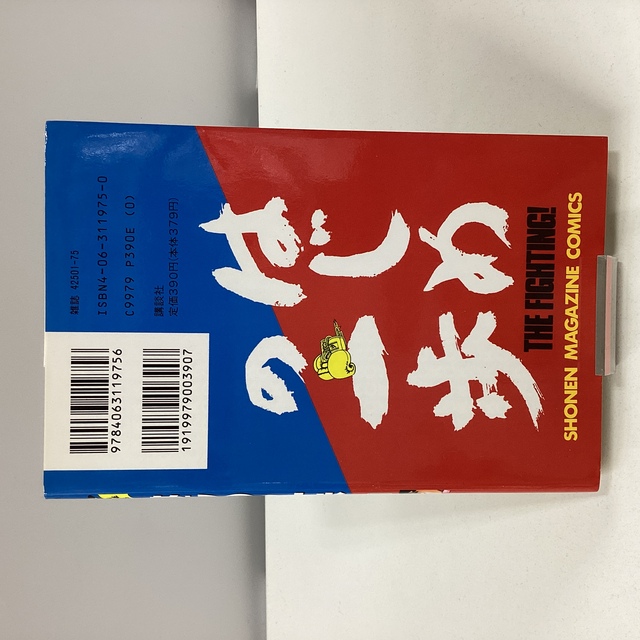 9784063119756
1919979003907
雑誌 42501-75
ISBN4-06-311975-0
C9979 P390E (0)
講談社
定価390円(本体379円)
はじめ
の一歩
THE FIGHTING!
SHONEN MAGAZINE COMICS